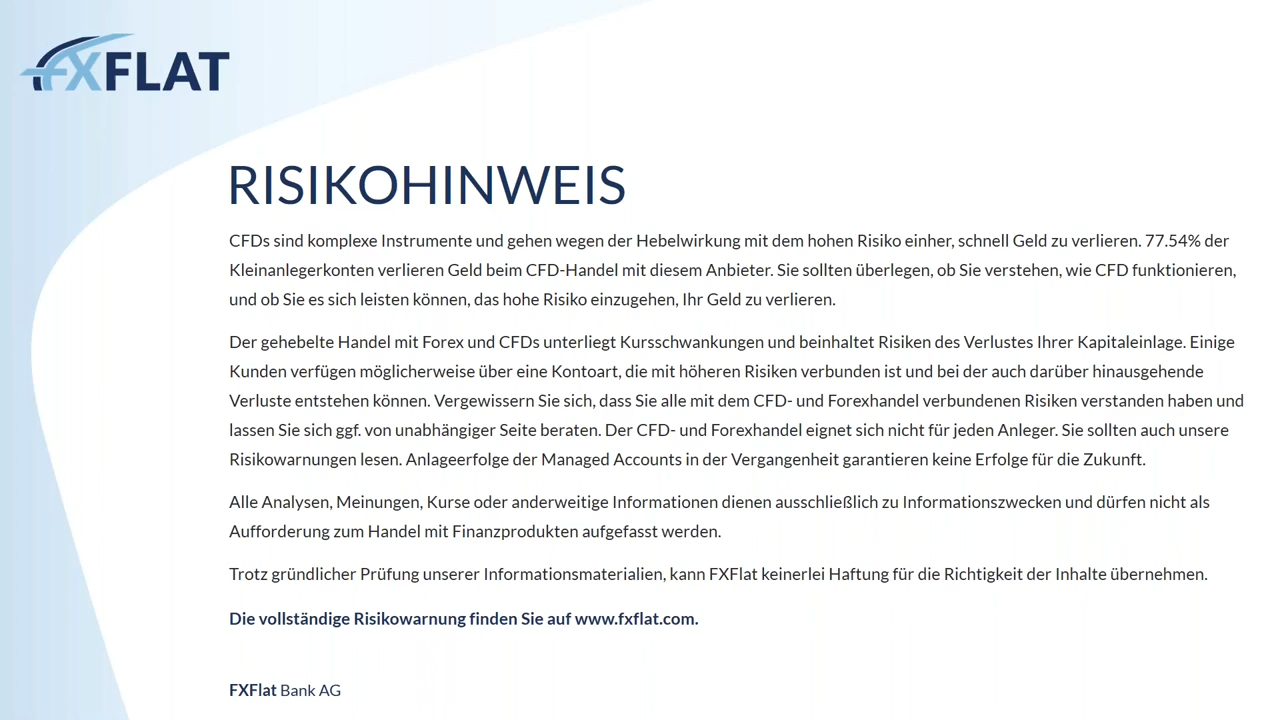 FXFLAT
RISIKOHINWEIS
CFDs sind komplexe Instrumente und gehen wegen der Hebelwirkung mit dem hohen Risiko einher, schnell Geld zu verlieren. 77.54% der
Kleinanlegerkonten verlieren Geld beim CFD-Handel mit diesem Anbieter. Sie sollten überlegen, ob Sie verstehen, wie CFD funktionieren,
und ob Sie es sich leisten können, das hohe Risiko einzugehen, Ihr Geld zu verlieren.
Der gehebelte Handel mit Forex und CFDs unterliegt Kursschwankungen und beinhaltet Risiken des Verlustes Ihrer Kapitaleinlage. Einige
Kunden verfügen möglicherweise über eine Kontoart, die mit höheren Risiken verbunden ist und bei der auch darüber hinausgehende
Verluste entstehen können. Vergewissern Sie sich, dass Sie alle mit dem CFD- und Forexhandel verbundenen Risiken verstanden haben und
lassen Sie sich ggf. von unabhängiger Seite beraten. Der CFD- und Forexhandel eignet sich nicht für jeden Anleger. Sie sollten auch unsere
Risikowarnungen lesen. Anlageerfolge der Managed Accounts in der Vergangenheit garantieren keine Erfolge für die Zukunft.
Alle Analysen, Meinungen, Kurse oder anderweitige Informationen dienen ausschließlich zu Informationszwecken und dürfen nicht als
Aufforderung zum Handel mit Finanzprodukten aufgefasst werden.
Trotz gründlicher Prüfung unserer Informationsmaterialien, kann FXFlat keinerlei Haftung für die Richtigkeit der Inhalte übernehmen.
Die vollständige Risikowarnung finden Sie auf www.fxflat.com.
FXFlat Bank AG